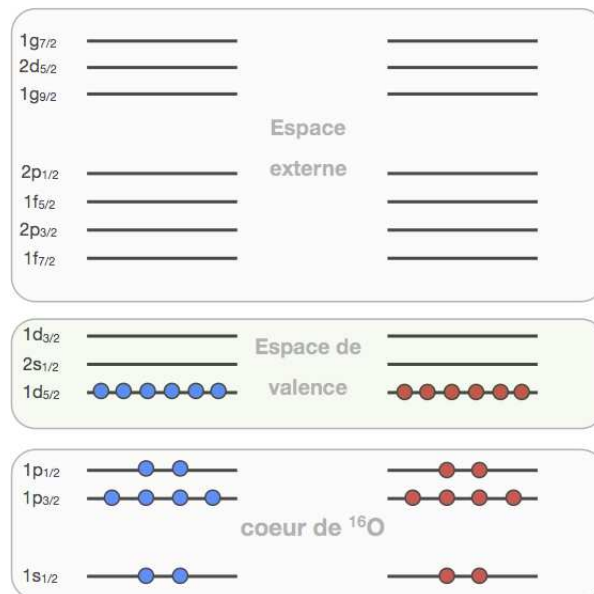 1g7/2
2d5/2
1g9/2
Espace
externe
2p1/2
1f5/2
2p3/2
1f7/2
1d3/2
Espace de
2s1/2
valence
1d5/2
1p1/2
1p3/2
coeur de ¹⁶O
1s1/2